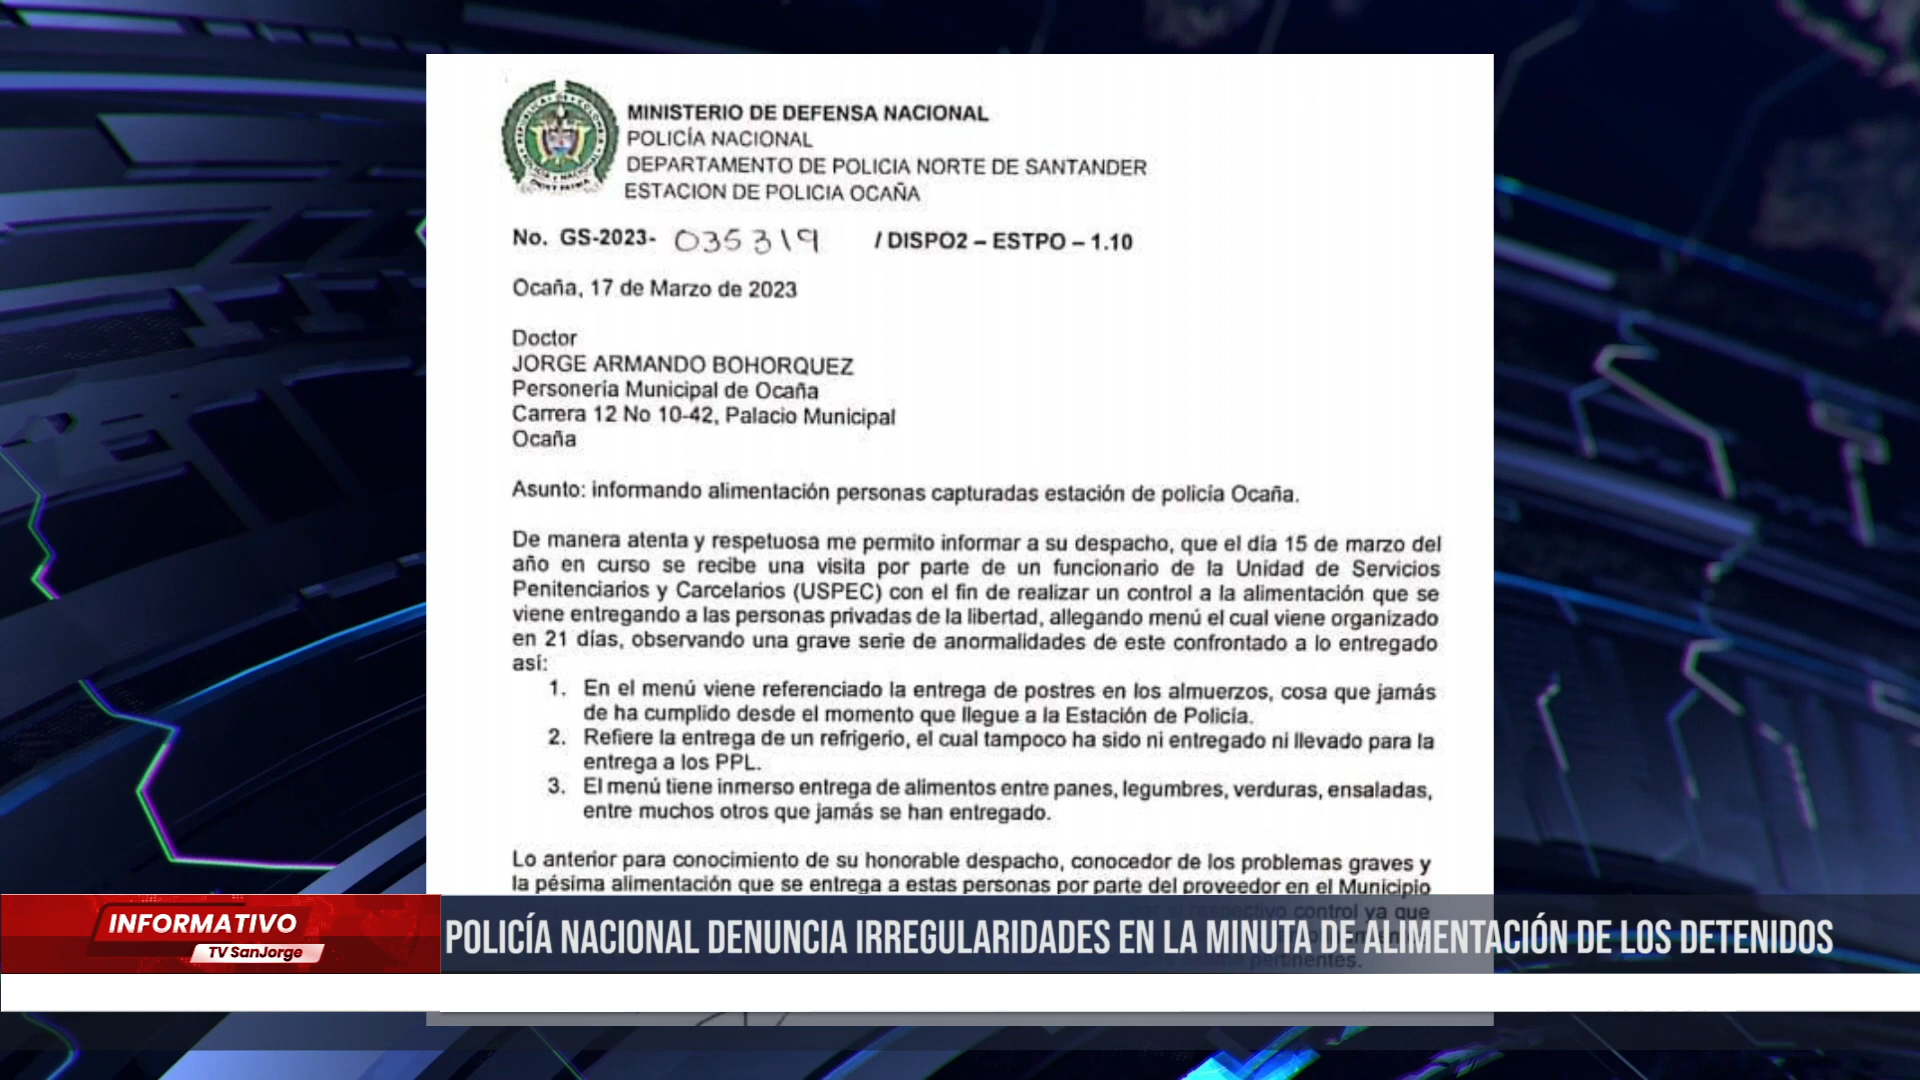 MINISTERIO DE DEFENSA NACIONAL
POLICÍA NACIONAL
DEPARTAMENTO DE POLICIA NORTE DE SANTANDER
ESTACION DE POLICIA OCAÑA
No. GS-2023- 035319 / DISPO2 – ESTPO – 1.10
Ocaña, 17 de Marzo de 2023
Doctor
JORGE ARMANDO BOHORQUEZ
Personería Municipal de Ocaña
Carrera 12 No 10-42, Palacio Municipal
Ocaña
Asunto: informando alimentación personas capturadas estación de policía Ocaña.
De manera atenta y respetuosa me permito informar a su despacho, que el día 15 de marzo del
año en curso se recibe una visita por parte de un funcionario de la Unidad de Servicios
Penitenciarios y Carcelarios (USPEC) con el fin de realizar un control a la alimentación que se
viene entregando a las personas privadas de la libertad, allegando menú el cual viene organizado
en 21 días, observando una grave serie de anormalidades de este confrontado a lo entregado
así:
1. En el menú viene referenciado la entrega de postres en los almuerzos, cosa que jamás
de ha cumplido desde el momento que llegue a la Estación de Policía.
2. Refiere la entrega de un refrigerio, el cual tampoco ha sido ni entregado ni llevado para la
entrega a los PPL.
3. El menú tiene inmerso entrega de alimentos entre panes, legumbres, verduras, ensaladas,
entre muchos otros que jamás se han entregado.
Lo anterior para conocimiento de su honorable despacho, conocedor de los problemas graves y
la pésima alimentación que se entrega a estas personas por parte del proveedor en el Municipio
respectivo control ya que
pertinentes.
INFORMATIVO
TV SanJorge
POLICÍA NACIONAL DENUNCIA IRREGULARIDADES EN LA MINUTA DE ALIMENTACIÓN DE LOS DETENIDOS